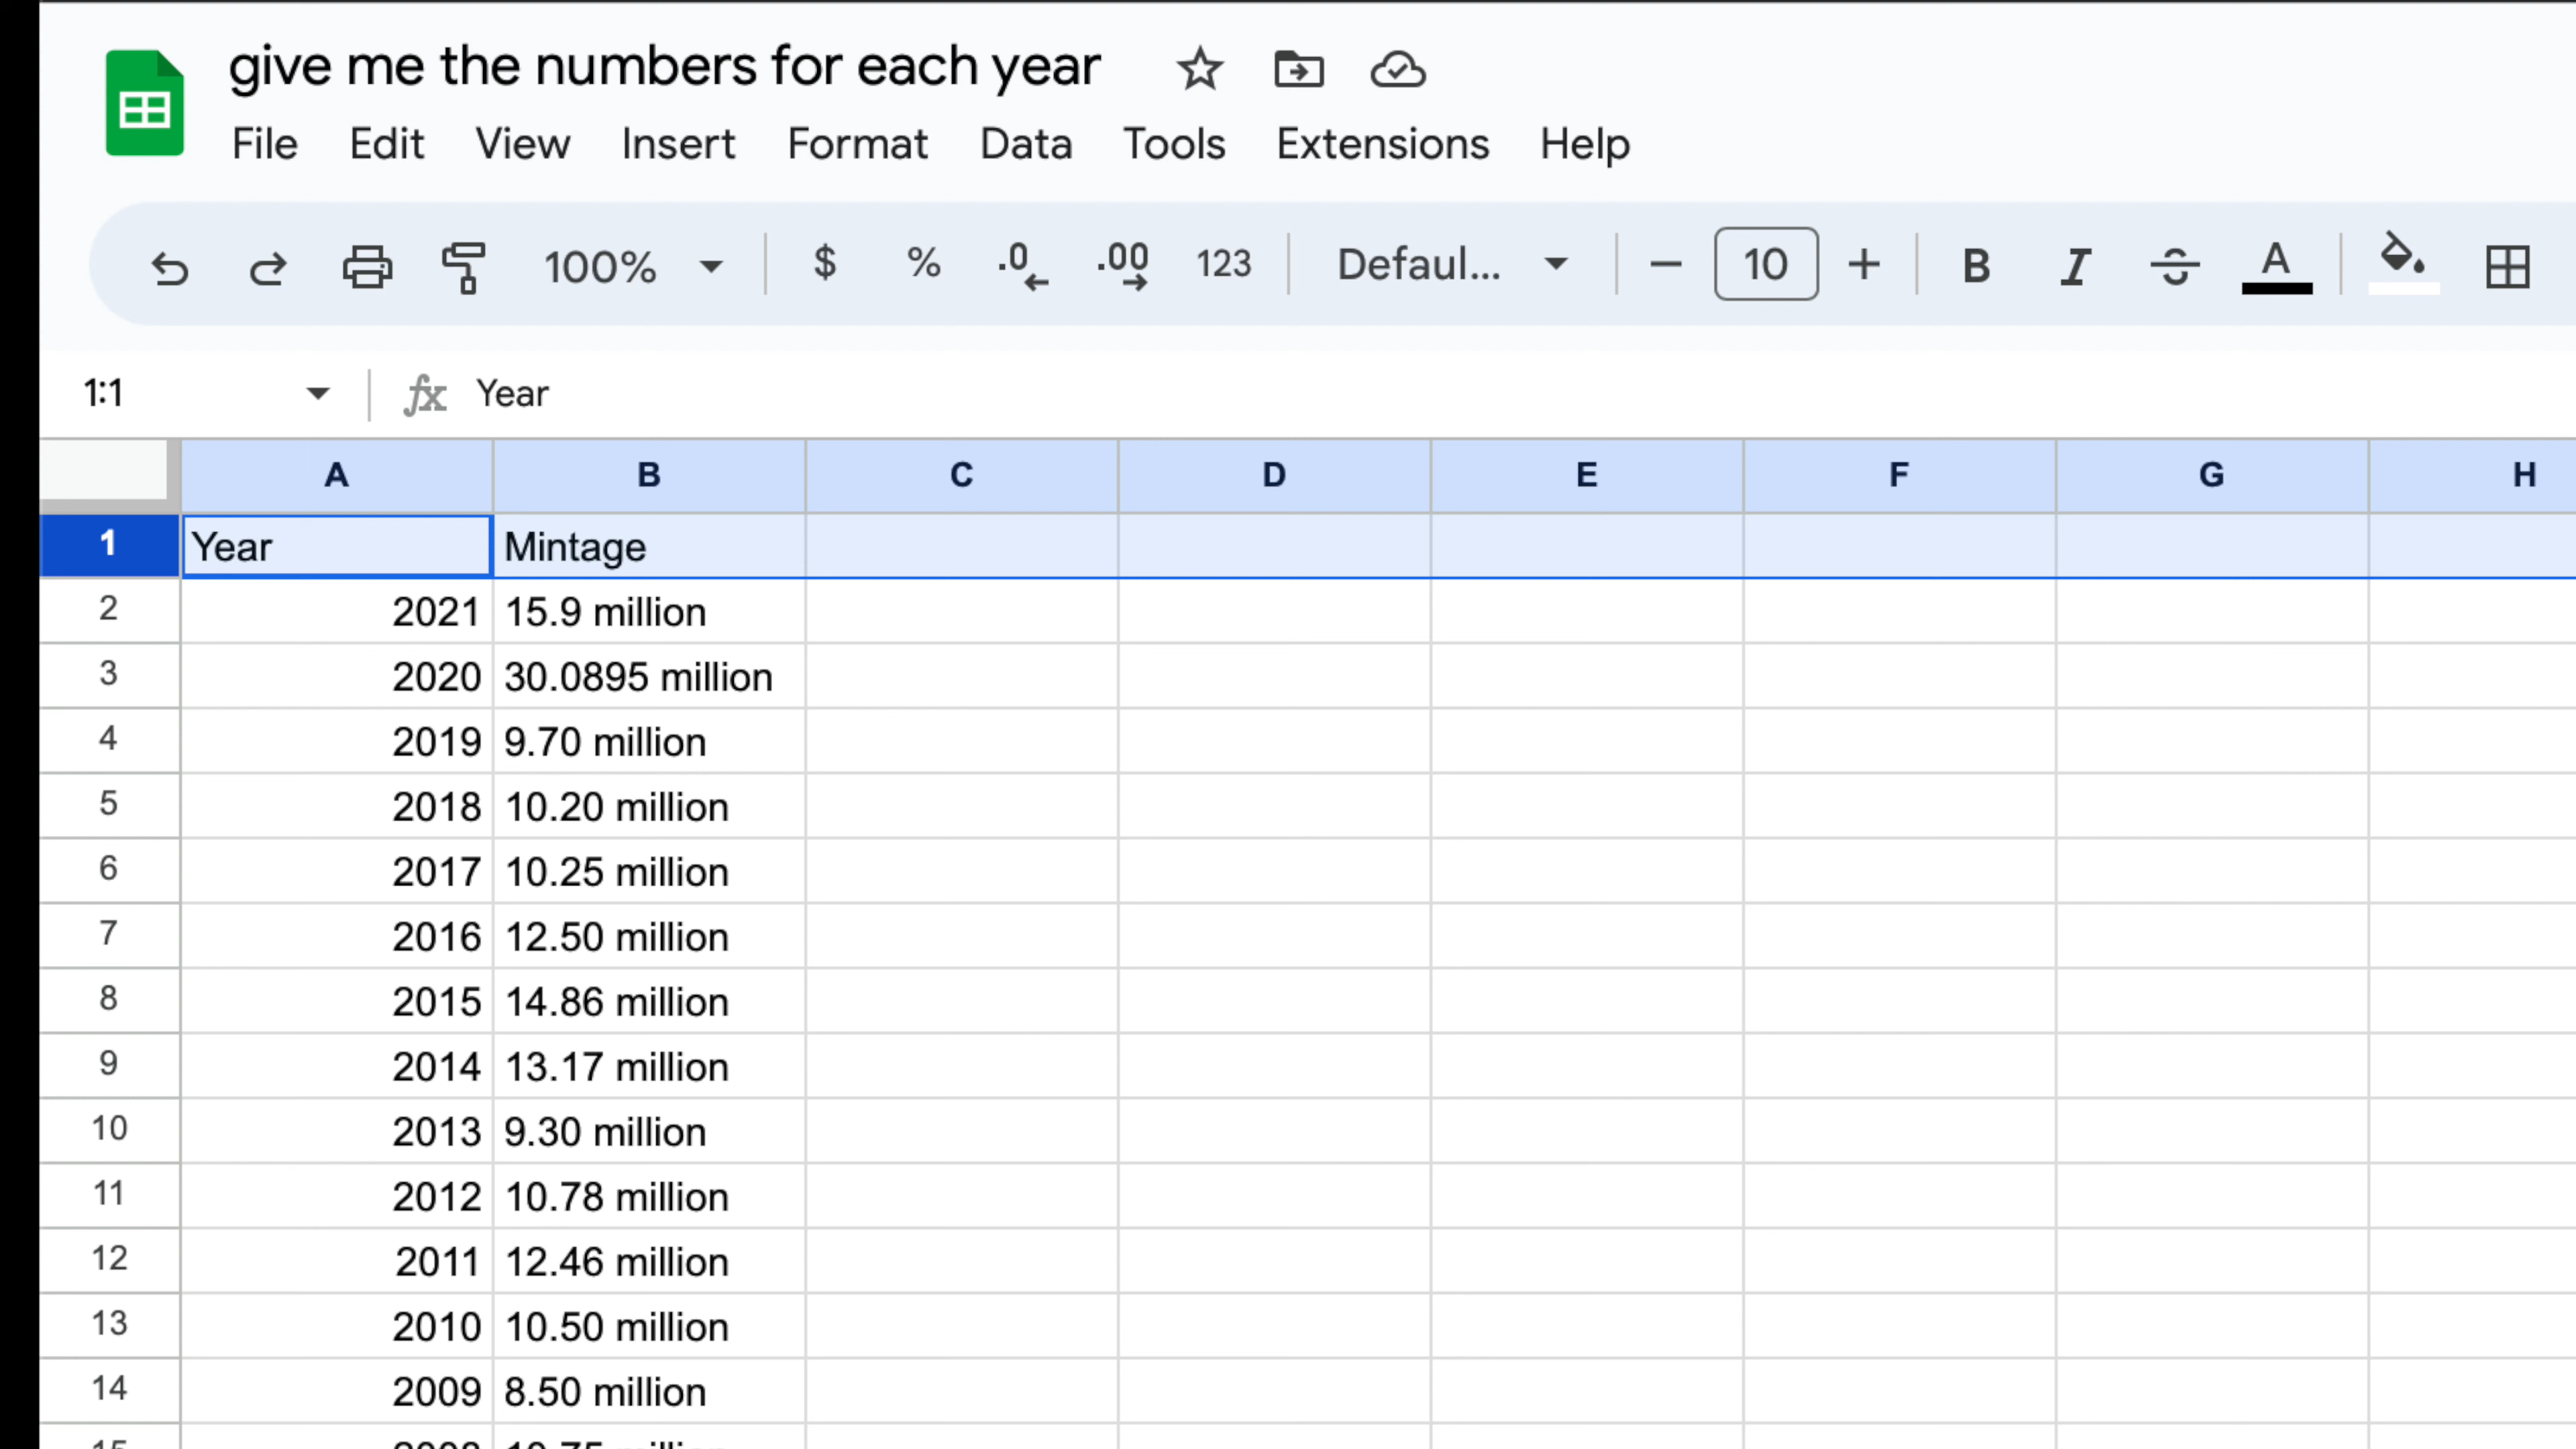 give me the numbers for each year
File Edit View Insert Format Data Tools Extensions Help
100% $ % .0 .00 123 Defaul... − 10 + B I S A
1:1 fx Year
A B C D E F G H
1 Year Mintage
2 2021 15.9 million
3 2020 30.0895 million
4 2019 9.70 million
5 2018 10.20 million
6 2017 10.25 million
7 2016 12.50 million
8 2015 14.86 million
9 2014 13.17 million
10 2013 9.30 million
11 2012 10.78 million
12 2011 12.46 million
13 2010 10.50 million
14 2009 8.50 million